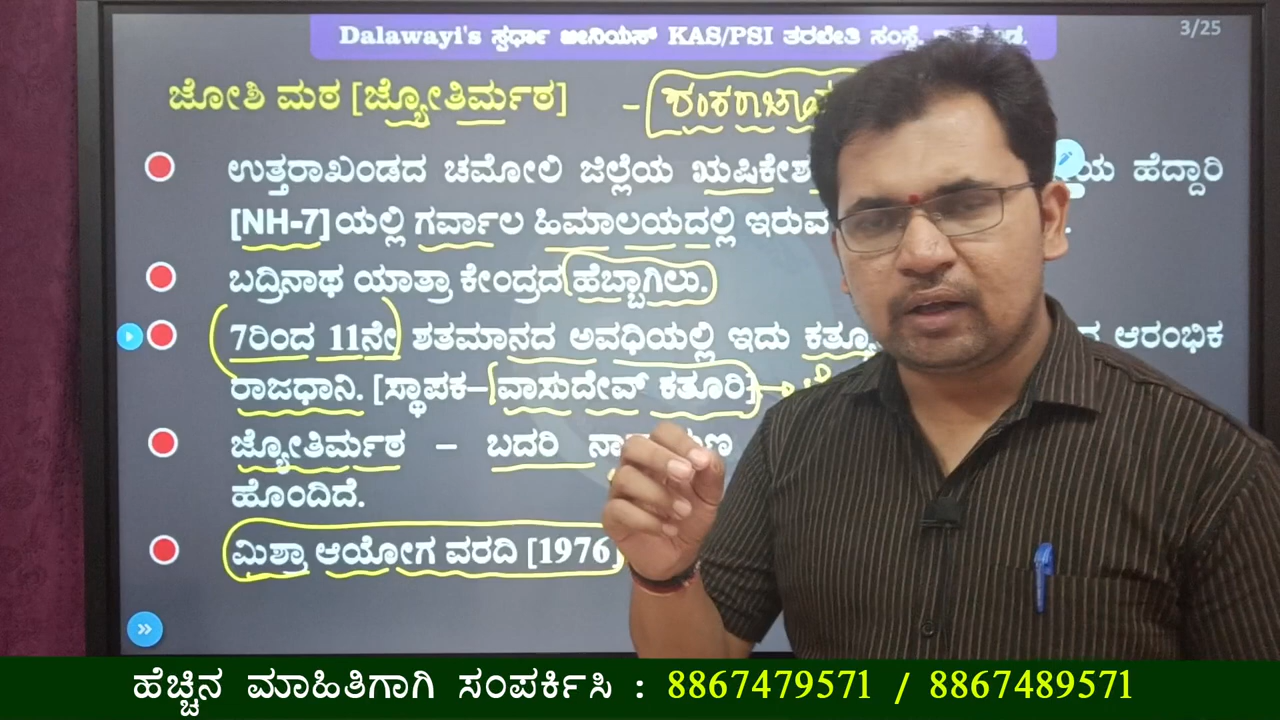 Dalawayi's ಸ್ಪರ್ಧಾ ಜೀನಿಯಸ್ KAS/PSI ತರಬೇತಿ ಸಂಸ್ಥೆ,
3/25
ಜೋಶಿ ಮಠ [ಜ್ಯೋತಿರ್ಮಠ] –
ಉತ್ತರಾಖಂಡದ ಚಮೋಲಿ ಜಿಲ್ಲೆಯ ಋಷಿಕೇಶ ಹೆದ್ದಾರಿ
[NH-7]ಯಲ್ಲಿ ಗರ್ವಾಲ ಹಿಮಾಲಯದಲ್ಲಿ ಇರುವ
ಬದ್ರಿನಾಥ ಯಾತ್ರಾ ಕೇಂದ್ರದ ಹೆಬ್ಬಾಗಿಲು.
7ರಿಂದ 11ನೇ ಶತಮಾನದ ಅವಧಿಯಲ್ಲಿ ಇದು ಆರಂಭಿಕ
ರಾಜಧಾನಿ. [ಸ್ಥಾಪಕ–ವಾಸುದೇವ್ ಕತೂರಿ]
ಜ್ಯೋತಿರ್ಮಠ – ಬದರಿ
ಹೊಂದಿದೆ.
ಮಿಶ್ರಾ ಆಯೋಗ ವರದಿ [1976]
ಹೆಚ್ಚಿನ ಮಾಹಿತಿಗಾಗಿ ಸಂಪರ್ಕಿಸಿ : 8867479571 / 8867489571